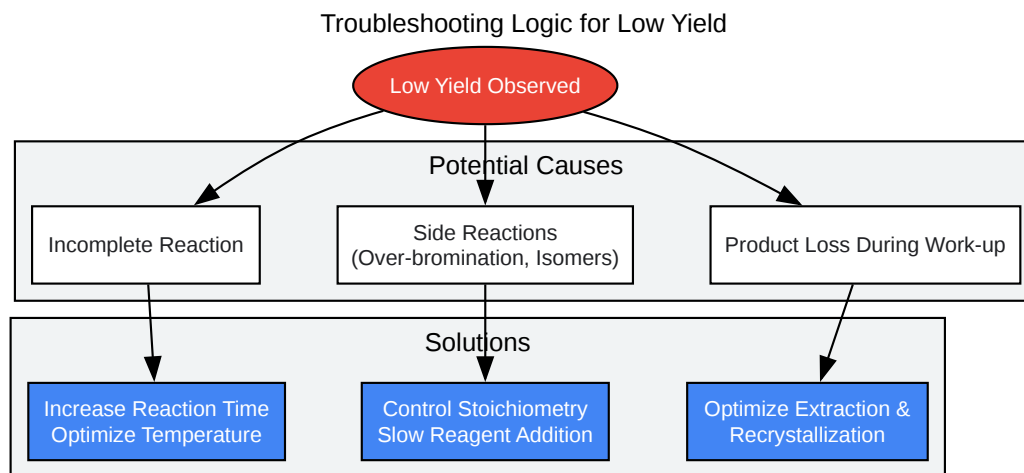 Troubleshooting Logic for Low Yield
Low Yield Observed
Potential Causes
Incomplete Reaction
Side Reactions
(Over-bromination, Isomers)
Product Loss During Work-up
Solutions
Increase Reaction Time
Optimize Temperature
Control Stoichiometry
Slow Reagent Addition
Optimize Extraction &
Recrystallization